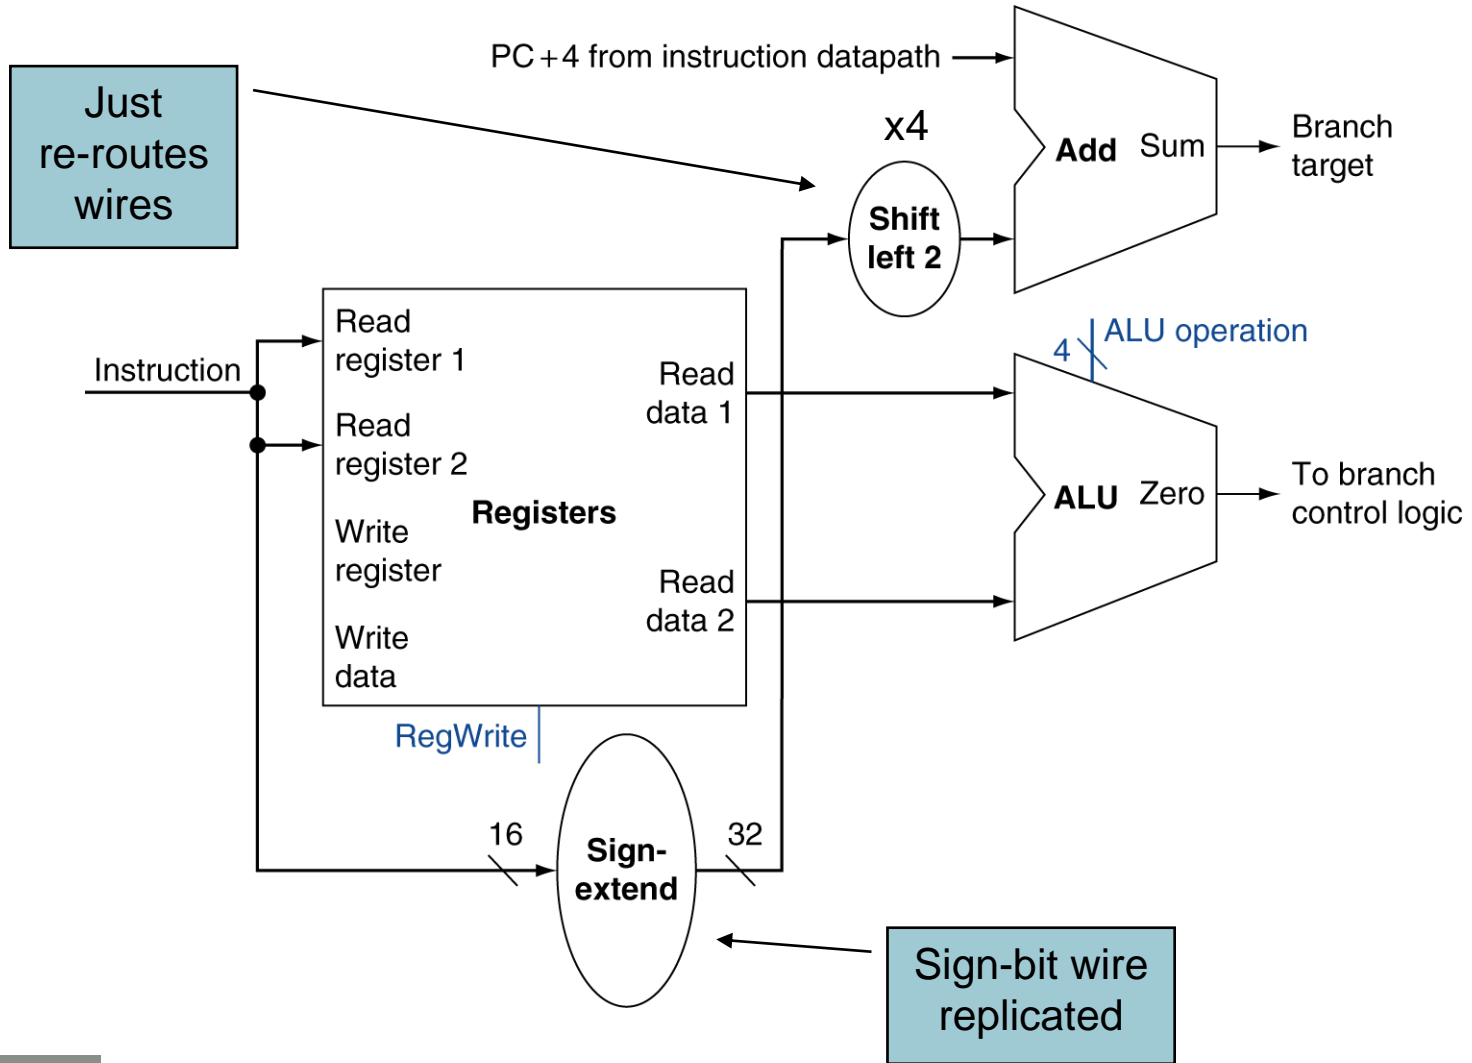 PC+4 from instruction datapath
Just
re-routes
wires
x4
Add Sum
Branch
target
Shift
left 2
Read
register 1
Instruction
Read
data 1
4
ALU operation
Read
register 2
Registers
ALU Zero
To branch
control logic
Write
register
Read
data 2
Write
data
RegWrite
16
32
Sign-
extend
Sign-bit wire
replicated